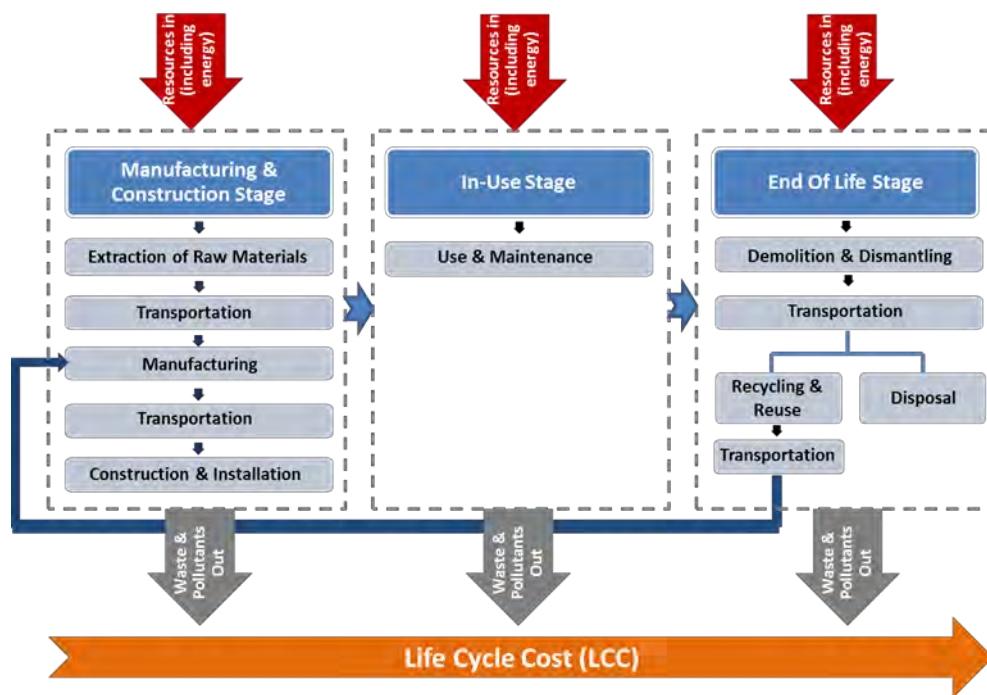 Resources in
(including
energy)
Resources in
(including
energy)
Resources in
(including
energy)
Manufacturing &
Construction Stage
Extraction of Raw Materials
Transportation
Manufacturing
Transportation
Construction & Installation
In-Use Stage
Use & Maintenance
End Of Life Stage
Demolition & Dismantling
Transportation
Recycling &
Reuse
Disposal
Transportation
Waste &
Pollutants
Out
Waste &
Pollutants
Out
Waste &
Pollutants
Out
Life Cycle Cost (LCC)